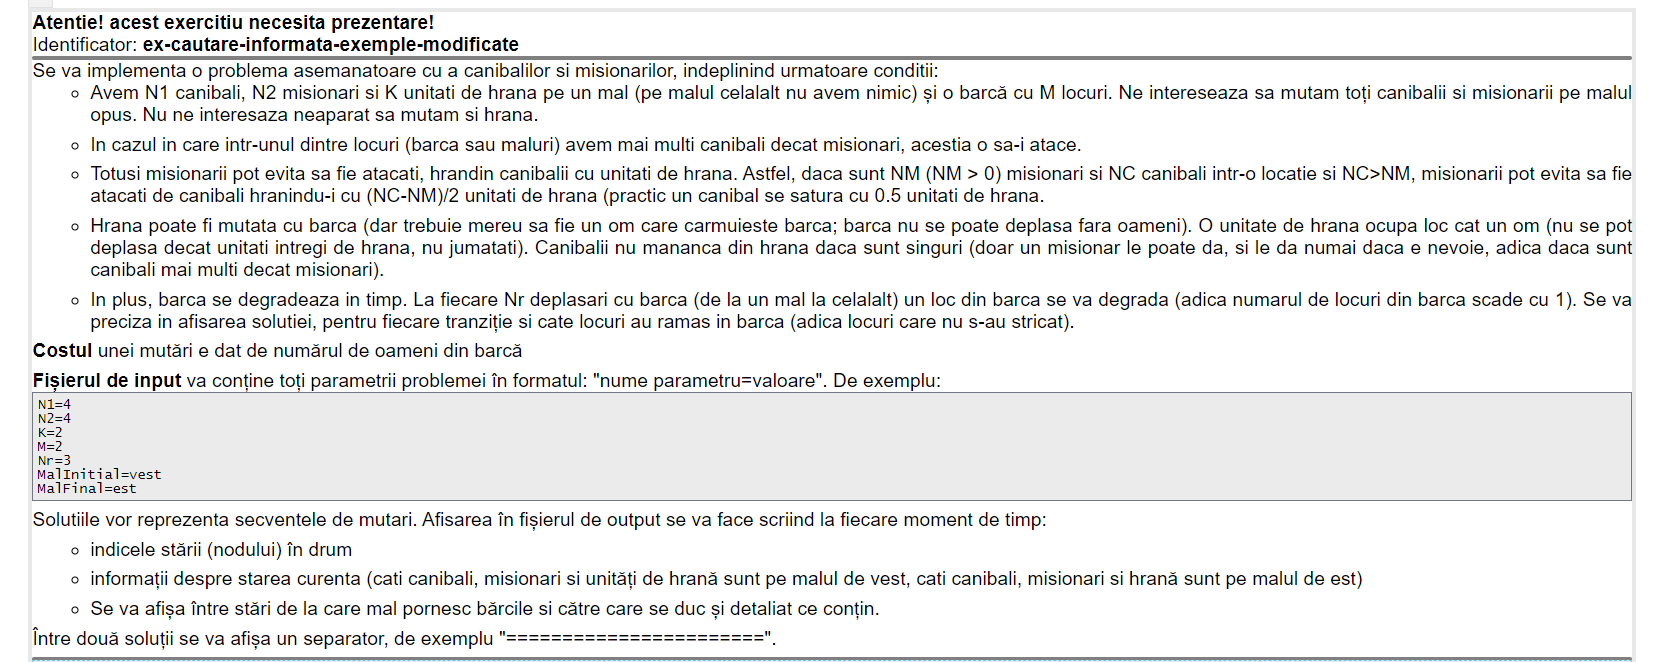 Atentie! acest exercitiu necesita prezentare!
Identificator: ex-cautare-informata-exemple-modificate
Se va implementa o problema asemanatoare cu a canibalilor si misionarilor, indeplinind urmatoare conditii:
Avem N1 canibali, N2 misionari si K unitati de hrana pe un mal (pe malul celalalt nu avem nimic) și o barcă cu M locuri. Ne intereseaza sa mutam toți canibalii si misionarii pe malul
opus. Nu ne interesaza neaparat sa mutam si hrana.
In cazul in care intr-unul dintre locuri (barca sau maluri) avem mai multi canibali decat misionari, acestia o sa-i atace.
Totusi misionarii pot evita sa fie atacati, hrandin canibalii cu unitati de hrana. Astfel, daca sunt NM (NM > 0) misionari si NC canibali intr-o locatie si NC>NM, misionarii pot evita sa fie
atacati de canibali hranindu-i cu (NC-NM)/2 unitati de hrana (practic un canibal se satura cu 0.5 unitati de hrana.
Hrana poate fi mutata cu barca (dar trebuie mereu sa fie un om care carmuieste barca; barca nu se poate deplasa fara oameni). O unitate de hrana ocupa loc cat un om (nu se pot
deplasa decat unitati intregi de hrana, nu jumatati). Canibalii nu mananca din hrana daca sunt singuri (doar un misionar le poate da, si le da numai daca e nevoie, adica daca sunt
canibali mai multi decat misionari).
In plus, barca se degradeaza in timp. La fiecare Nr deplasari cu barca (de la un mal la celalalt) un loc din barca se va degrada (adica numarul de locuri din barca scade cu 1). Se va
preciza in afisarea solutiei, pentru fiecare tranziție si cate locuri au ramas in barca (adica locuri care nu s-au stricat).
Costul unei mutări e dat de numărul de oameni din barcă
Fișierul de input va conține toți parametrii problemei în formatul: "nume parametru=valoare". De exemplu:
N1=4
N2=4
K=2
M=2
Nr=3
MalInitial=vest
MalFinal=est
Solutiile vor reprezenta secventele de mutari. Afisarea în fișierul de output se va face scriind la fiecare moment de timp:
indicele stării (nodului) în drum
informații despre starea curenta (cati canibali, misionari si unități de hrană sunt pe malul de vest, cati canibali, misionari si hrană sunt pe malul de est)
Se va afișa între stări de la care mal pornesc bărcile si către care se duc și detaliat ce conțin.
Între două soluții se va afișa un separator, de exemplu "=======================".